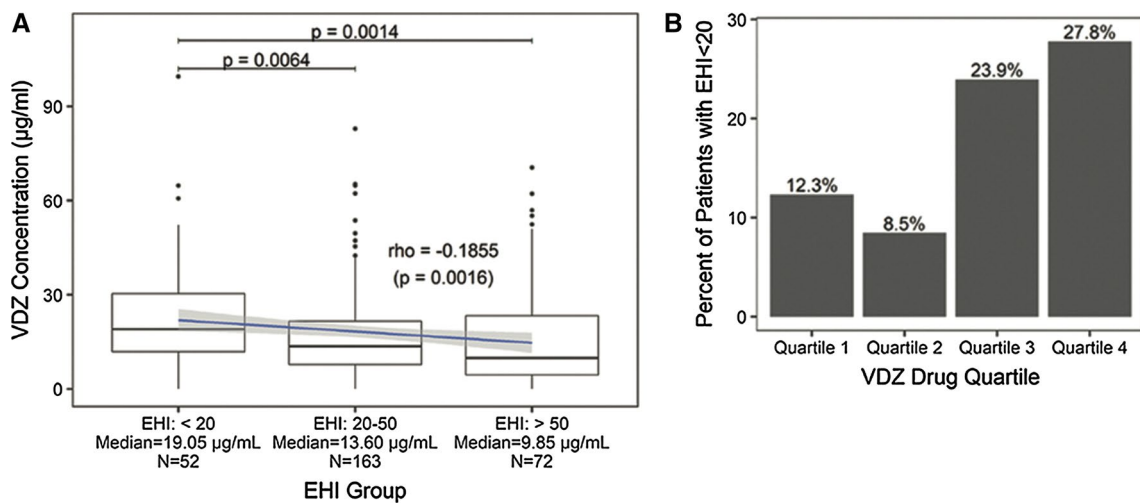 A
p = 0.0014
p = 0.0064
VDZ Concentration (µg/ml)
90
60
30
0
rho = -0.1855
(p = 0.0016)
EHI: < 20
Median=19.05 µg/mL
N=52
EHI: 20-50
Median=13.60 µg/mL
N=163
EHI: > 50
Median=9.85 µg/mL
N=72
EHI Group
B
Percent of Patients with EHI<20
30
20
10
0
12.3%
8.5%
23.9%
27.8%
Quartile 1
Quartile 2
Quartile 3
Quartile 4
VDZ Drug Quartile